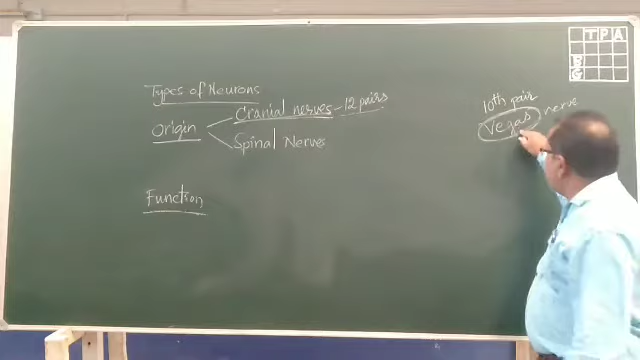 T P A
B
G
Types of Neurons
Cranial nerves - 12 pairs
Origin
Spinal Nerves
Function
10th pair
Vegas nerve